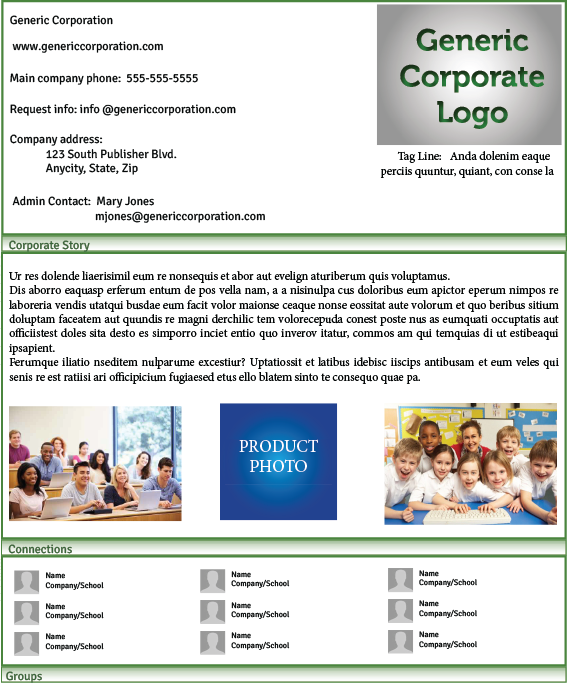 Generic Corporation
www.genericcorporation.com
Main company phone:  555-555-5555
Request info: info @genericcorporation.com
Company address:
123 South Publisher Blvd.
Anycity, State, Zip
Admin Contact:  Mary Jones
mjones@genericcorporation.com
Generic
Corporate
Logo
Tag Line:   Anda dolenim eaque
perciis quuntur, quiant, con conse la
Corporate Story
Ur res dolende liaerisimil eum re nonsequis et abor aut evelign aturiberum quis voluptamus.
Dis aborro eaquasp erferum entum de pos vella nam, a a nisinulpa cus doloribus eum apictor eperum nimpos re
laboreria vendis utatqui busdae eum facit volor maionse ceaque nonse eossitat aute volorum et quo beribus sitium
doluptam faceatem aut quundis re magni derchilic tem volorecepuda conest poste nus as eumquati occuptatis aut
officiistest doles sita desto es simporro inciet entio quo inverov itatur, commos am qui temquias di ut estibeaqui
ipsapient.
Ferumque iliatio nseditem nulparume excestiur? Uptatiossit et latibus idebisc iiscips antibusam et eum veles qui
senis re est ratiisi ari officipicium fugiaesed etus ello blatem sinto te consequo quae pa.
PRODUCT
PHOTO
Connections
Name
Company/School
Name
Company/School
Name
Company/School
Name
Company/School
Name
Company/School
Name
Company/School
Name
Company/School
Name
Company/School
Name
Company/School
Groups